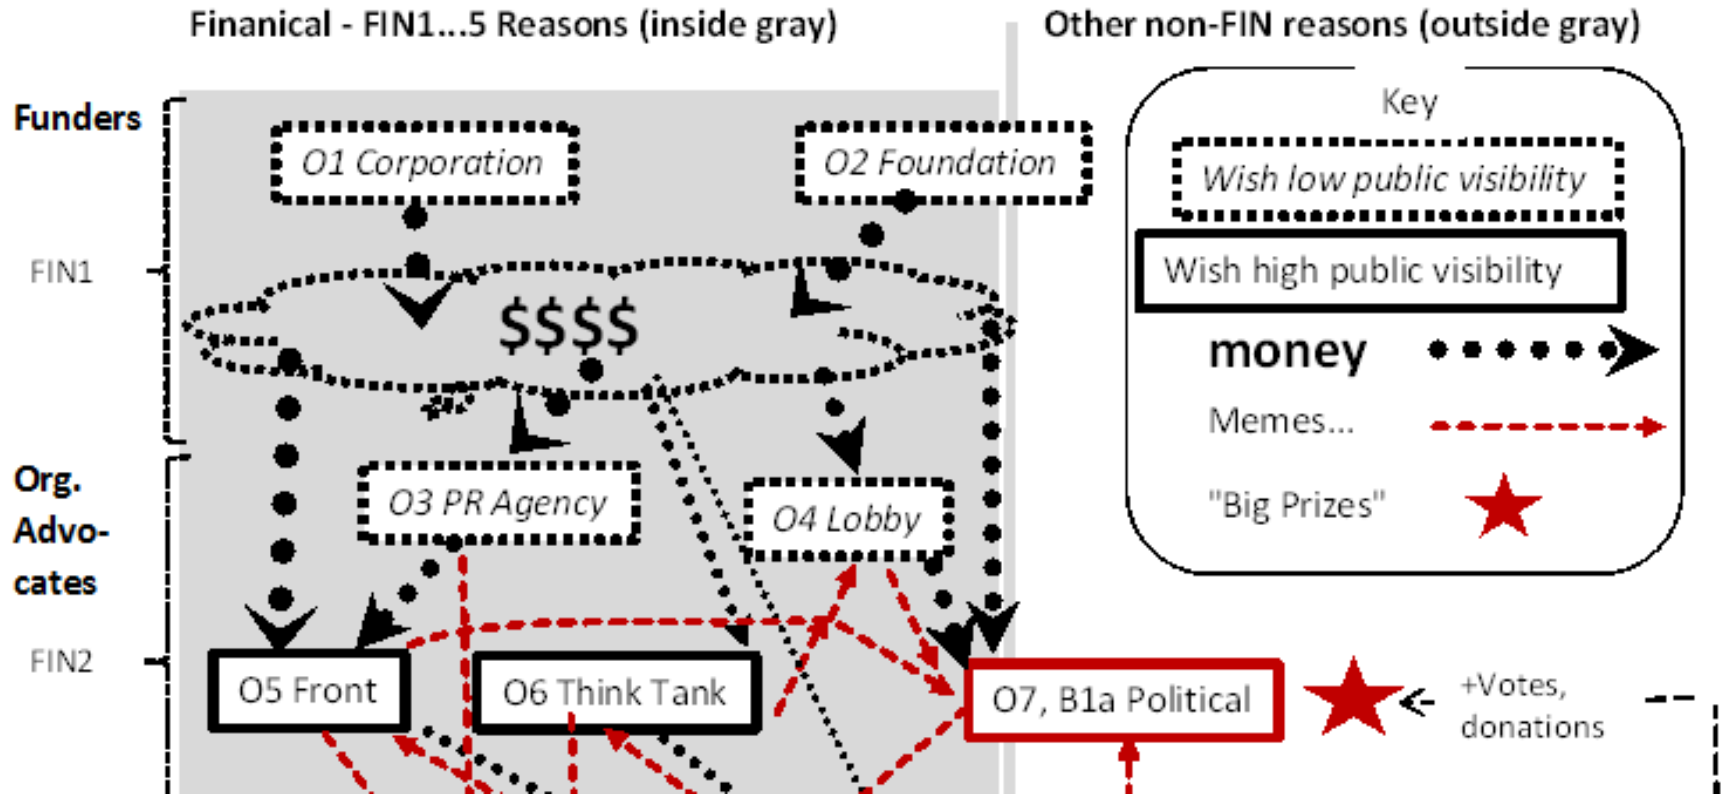 Finanical - FIN1...5 Reasons (inside gray)
Other non-FIN reasons (outside gray)
Funders
O1 Corporation
O2 Foundation
FIN1
$$$$
Key
Wish low public visibility
Wish high public visibility
money
Memes...
"Big Prizes"
Org.
Advo-
cates
O3 PR Agency
O4 Lobby
FIN2
O5 Front
O6 Think Tank
O7, B1a Political
+Votes,
donations